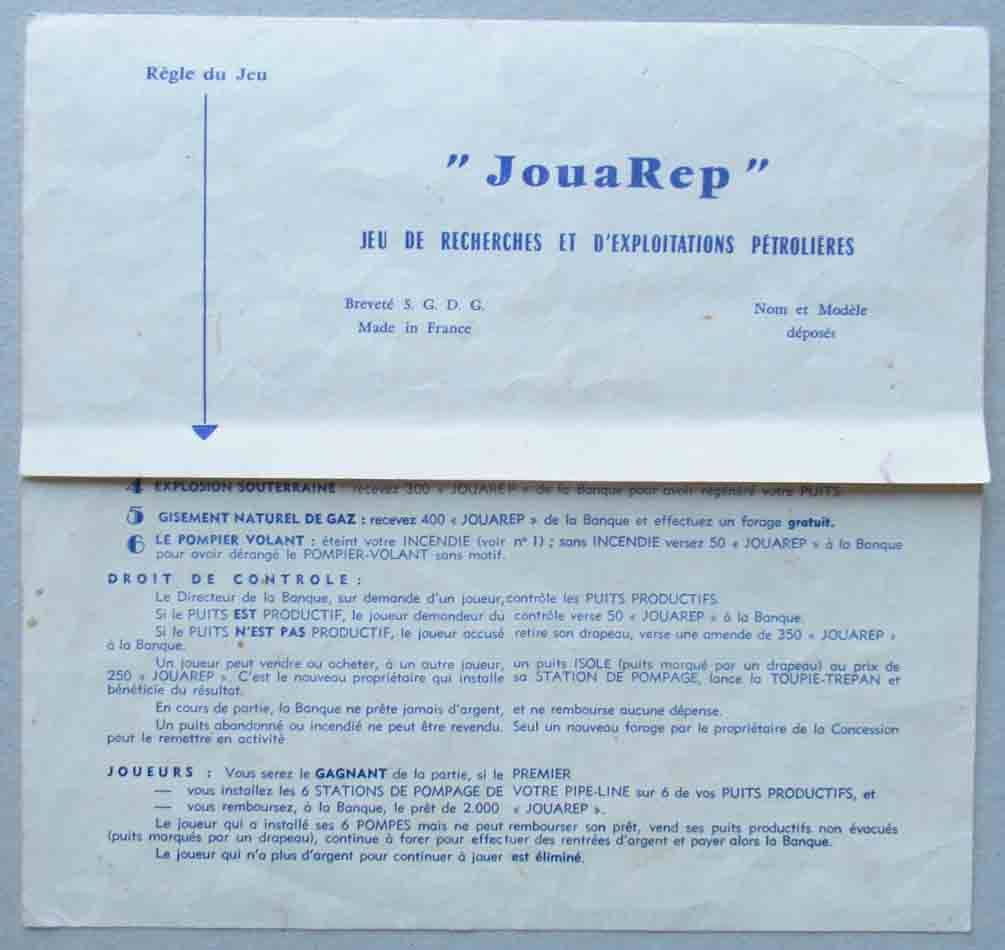 Règle du Jeu
" JouaRep "
JEU DE RECHERCHES ET D'EXPLOITATIONS PÉTROLIÈRES
Breveté S. G. D. G.
Made in France
Nom et Modèle
déposés
4 EXPLOSION SOUTERRAINE : recevez 300 « JOUAREP » de la Banque pour avoir régénéré votre PUITS.
5 GISEMENT NATUREL DE GAZ : recevez 400 « JOUAREP » de la Banque et effectuez un forage gratuit.
6 LE POMPIER VOLANT : éteint votre INCENDIE (voir n° 1) ; sans INCENDIE versez 50 « JOUAREP » à la Banque
pour avoir dérangé le POMPIER-VOLANT sans motif.
DROIT DE CONTROLE :
Le Directeur de la Banque, sur demande d'un joueur, contrôle les PUITS PRODUCTIFS.
Si le PUITS EST PRODUCTIF, le joueur demandeur du contrôle verse 50 « JOUAREP » à la Banque.
Si le PUITS N'EST PAS PRODUCTIF, le joueur accusé retire son drapeau, verse une amende de 350 « JOUAREP »
à la Banque.
Un joueur peut vendre ou acheter, à un autre joueur, un puits ISOLE (puits marqué par un drapeau) au prix de
250 « JOUAREP ». C'est le nouveau propriétaire qui installe sa STATION DE POMPAGE, lance la TOUPIE-TREPAN et
bénéficie du résultat.
En cours de partie, la Banque ne prête jamais d'argent, et ne rembourse aucune dépense.
Un puits abandonné ou incendié ne peut être revendu. Seul un nouveau forage par le propriétaire de la Concession
peut le remettre en activité
JOUEURS : Vous serez le GAGNANT de la partie, si le PREMIER
— vous installez les 6 STATIONS DE POMPAGE DE VOTRE PIPE-LINE sur 6 de vos PUITS PRODUCTIFS, et
— vous remboursez, à la Banque, le prêt de 2.000 « JOUAREP ».
Le joueur qui a installé ses 6 POMPES mais ne peut rembourser son prêt, vend ses puits productifs non évacués
(puits marqués par un drapeau), continue à forer pour effectuer des rentrées d'argent et payer alors la Banque.
Le joueur qui n'a plus d'argent pour continuer à jouer est éliminé.